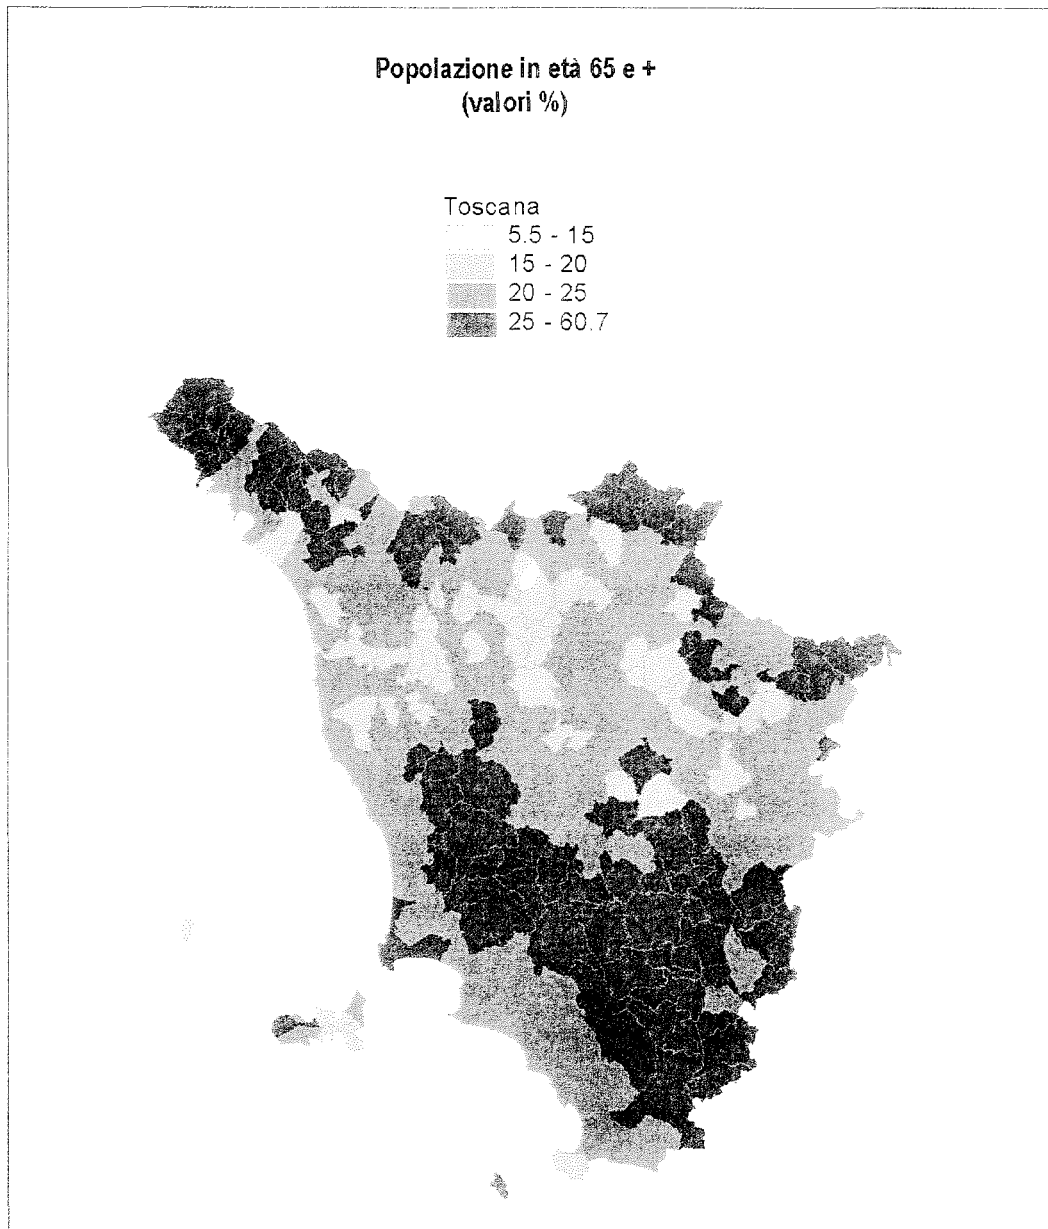 Popolazione in età 65 e +
(valori %)
Toscana
5.5 - 15
15 - 20
20 - 25
25 - 60.7